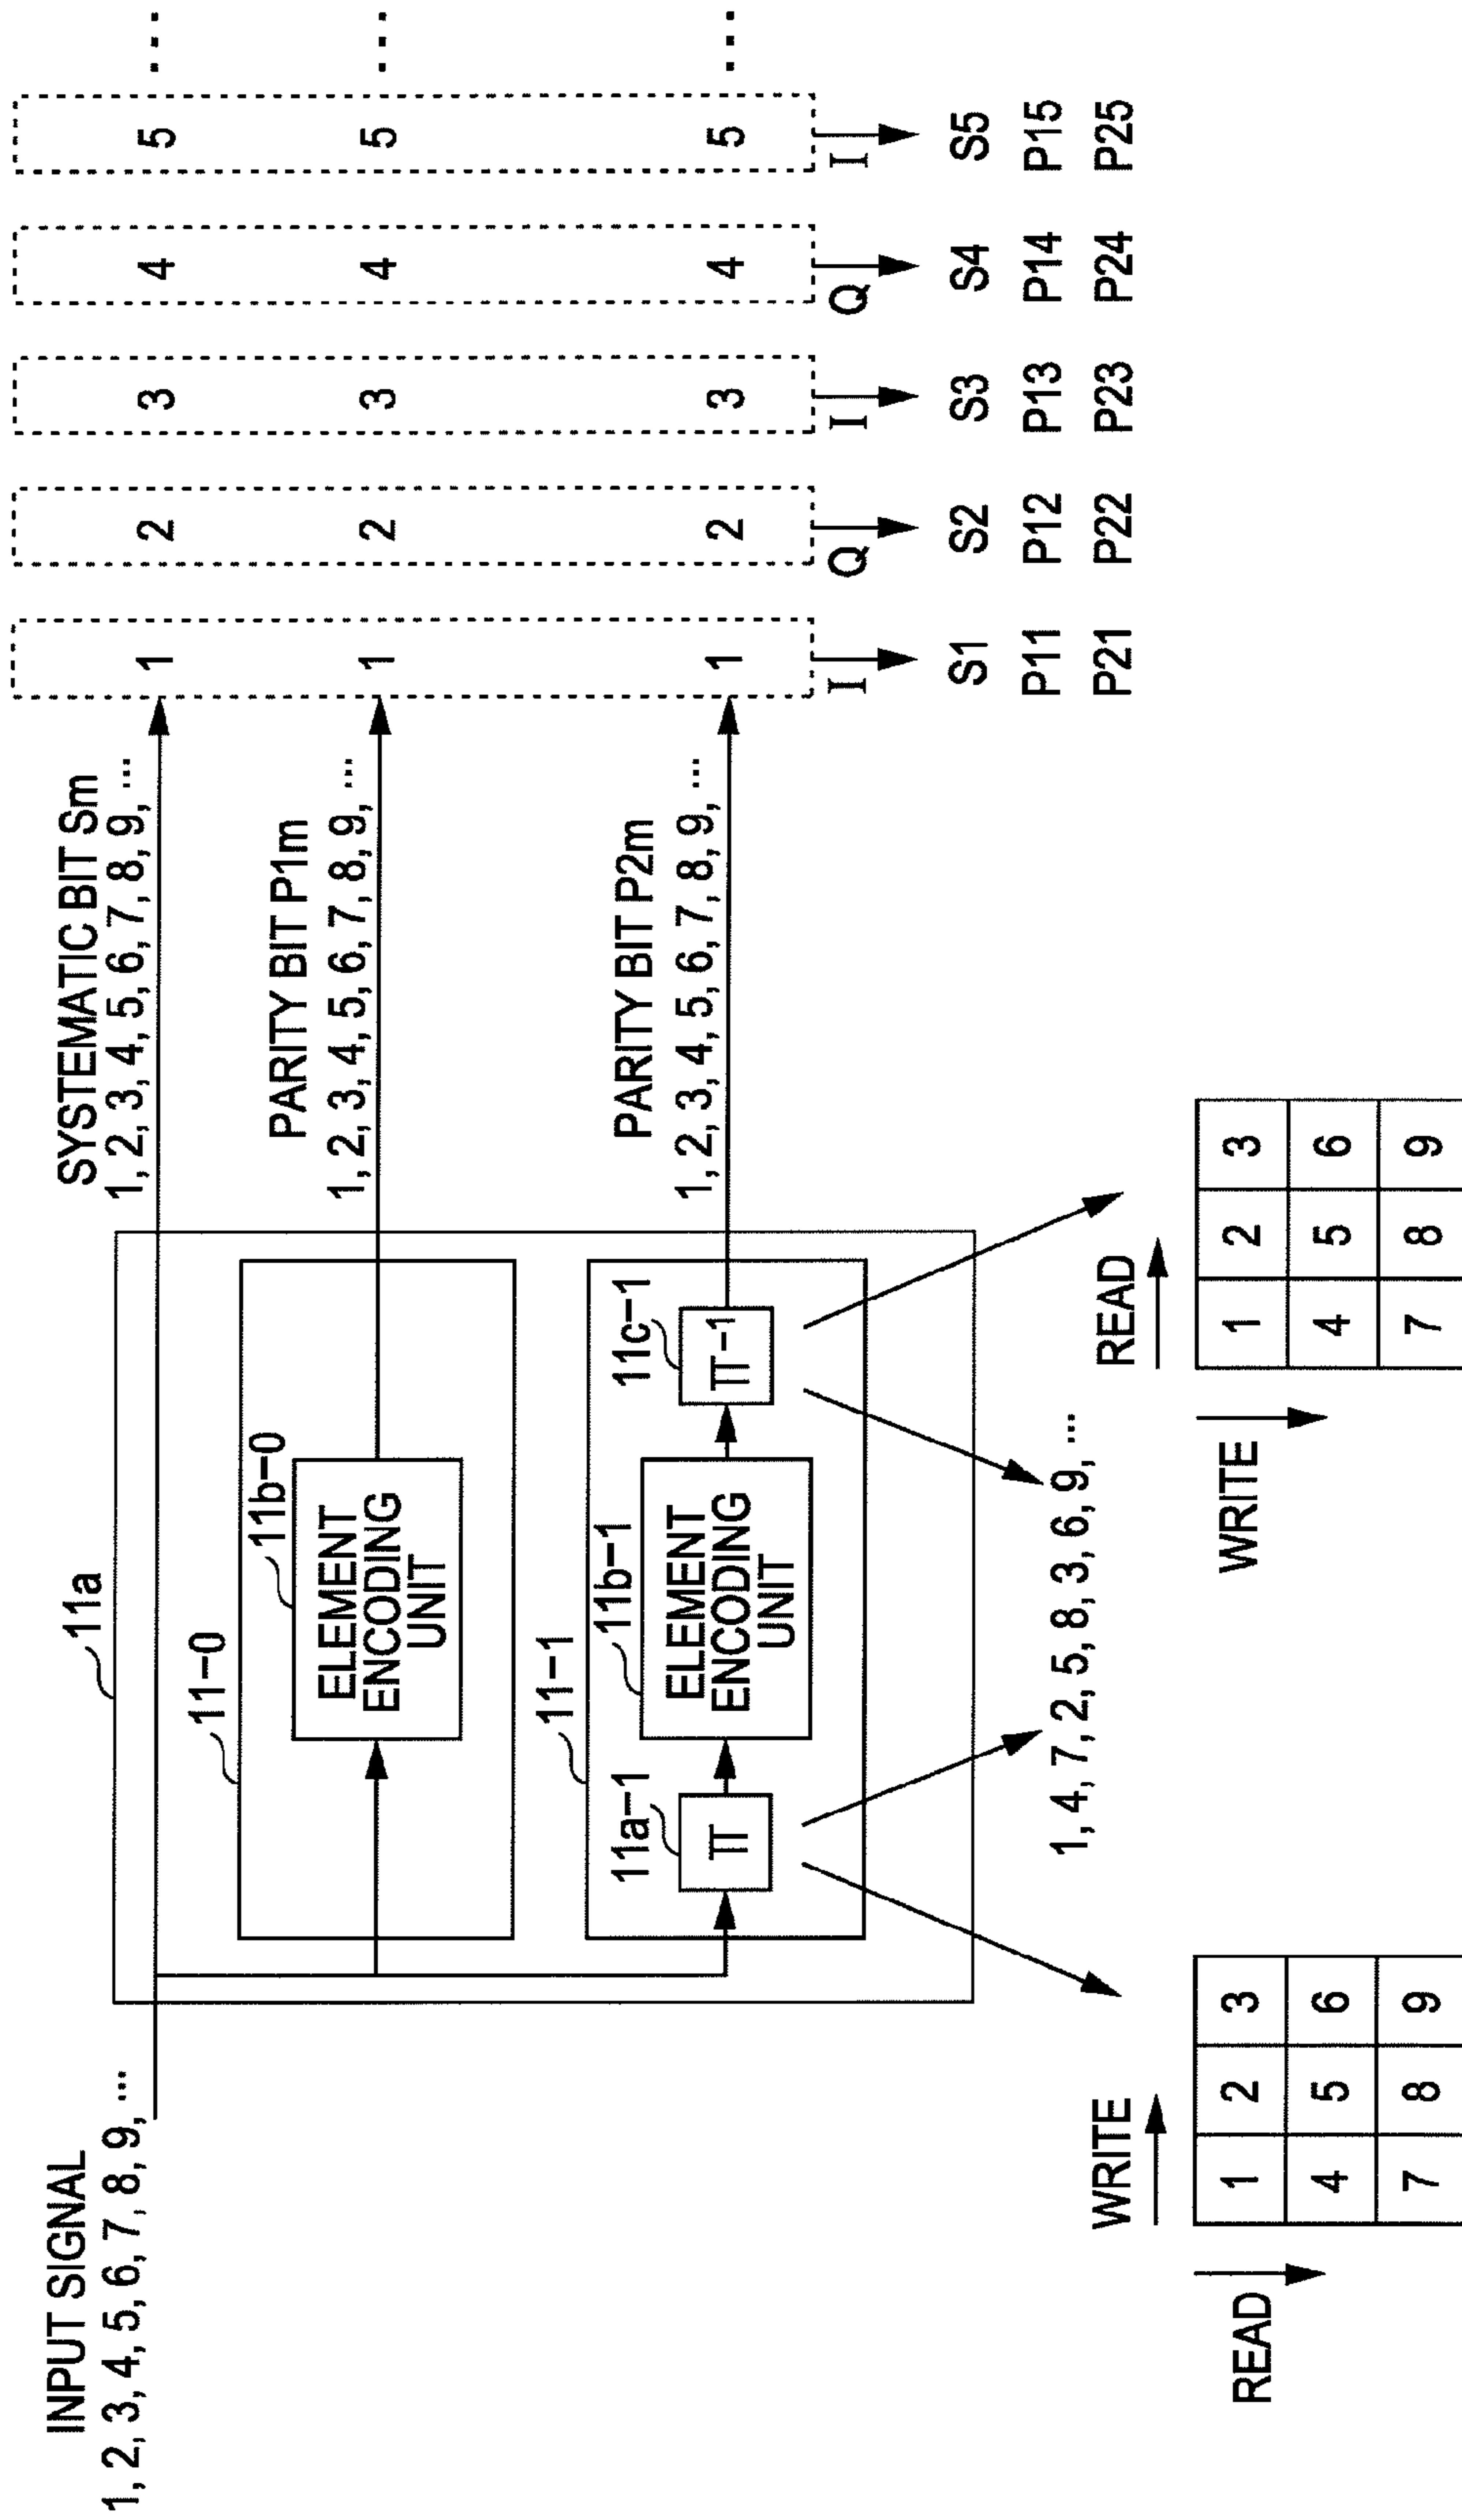 INPUT SIGNAL
1, 2, 3, 4, 5, 6, 7, 8, 9, ...
11a
SYSTEMATIC BIT Sm
1, 2, 3, 4, 5, 6, 7, 8, 9, ...
11-0
11b-0
ELEMENT
ENCODING
UNIT
PARITY BIT P1m
1, 2, 3, 4, 5, 6, 7, 8, 9, ...
11-1
11a-1
π
11b-1
ELEMENT
ENCODING
UNIT
11c-1
π-1
PARITY BIT P2m
1, 2, 3, 4, 5, 6, 7, 8, 9, ...
1 2 3 4 5 ...
1 2 3 4 5 ...
1 2 3 4 5 ...
I Q I Q I
S1 S2 S3 S4 S5
P11 P12 P13 P14 P15
P21 P22 P23 P24 P25
1, 4, 7, 2, 5, 8, 3, 6, 9, ...
WRITE
READ
1 2 3
4 5 6
7 8 9
READ
WRITE
1 2 3
4 5 6
7 8 9